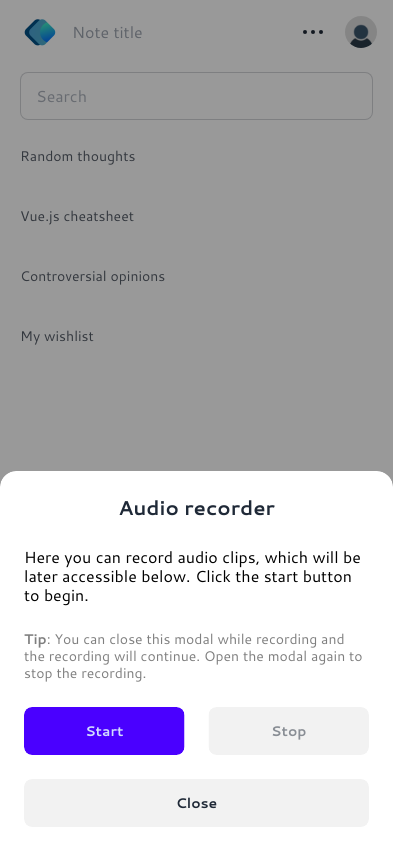 Note title
Search
Random thoughts
Vue.js cheatsheet
Controversial opinions
My wishlist
Audio recorder
Here you can record audio clips, which will be
later accessible below. Click the start button
to begin.
Tip: You can close this modal while recording and
the recording will continue. Open the modal again to
stop the recording.
Start
Stop
Close